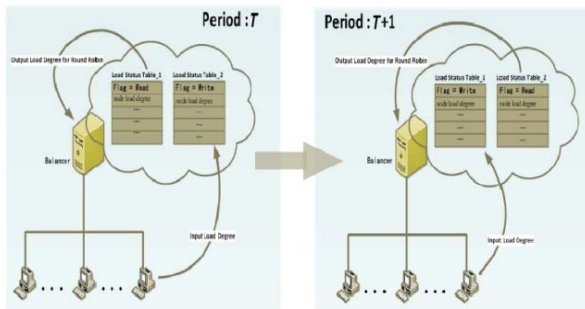 Period : T
Output Load Degree for Round Robin
Load Status Table_1
Load Status Table_2
Flag = Read
Flag = Write
node load degree
node load degree
...
...
...
...
...
...
Balancer
Input Load Degree
... ...
Period : T+1
Output Load Degree for Round Robin
Load Status Table_1
Load Status Table_2
Flag = Write
Flag = Read
node load degree
node load degree
...
...
...
...
...
...
Balancer
Input Load Degree
... ...